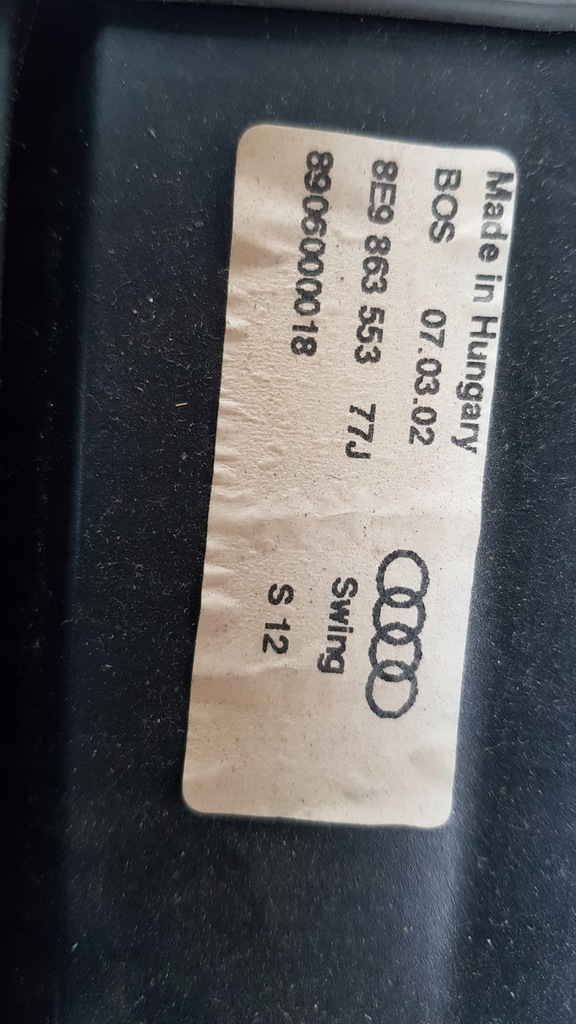 Made in Hungary
BOS 07.03.02
8E9 863 553 77J
Swing
8906000018
S 12